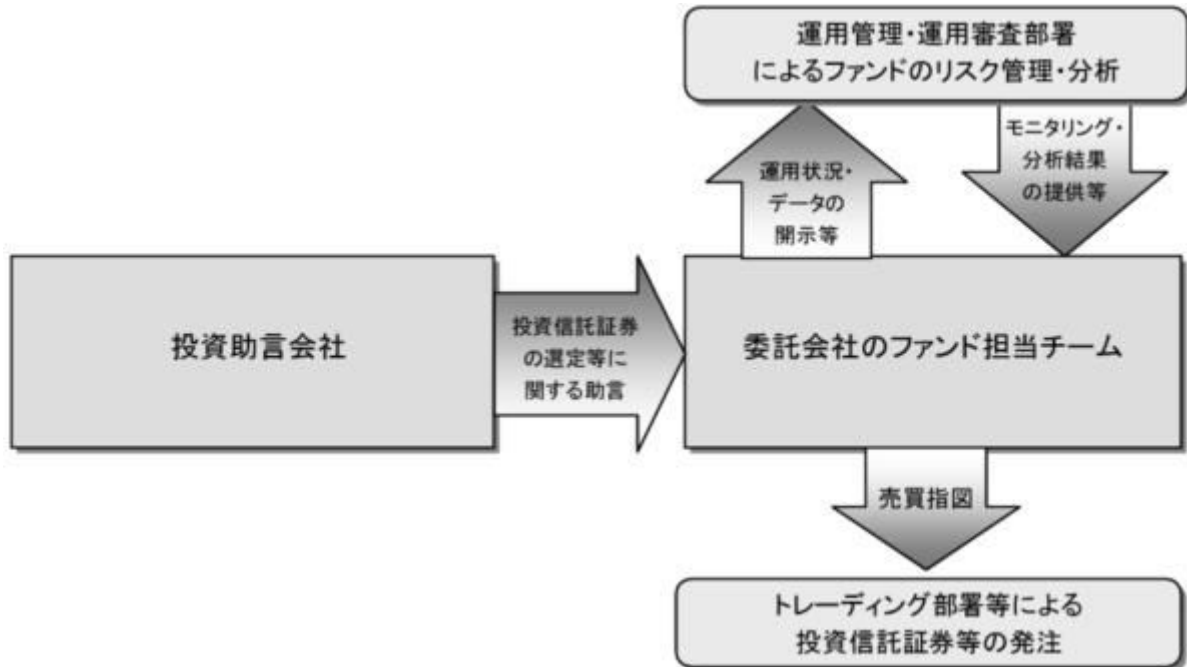 運用管理・運用審査部署
によるファンドのリスク管理・分析
運用状況・
データの
開示等
モニタリング・
分析結果
の提供等
投資助言会社
投資信託証券
の選定等に
関する助言
委託会社のファンド担当チーム
売買指図
トレーディング部署等による
投資信託証券等の発注